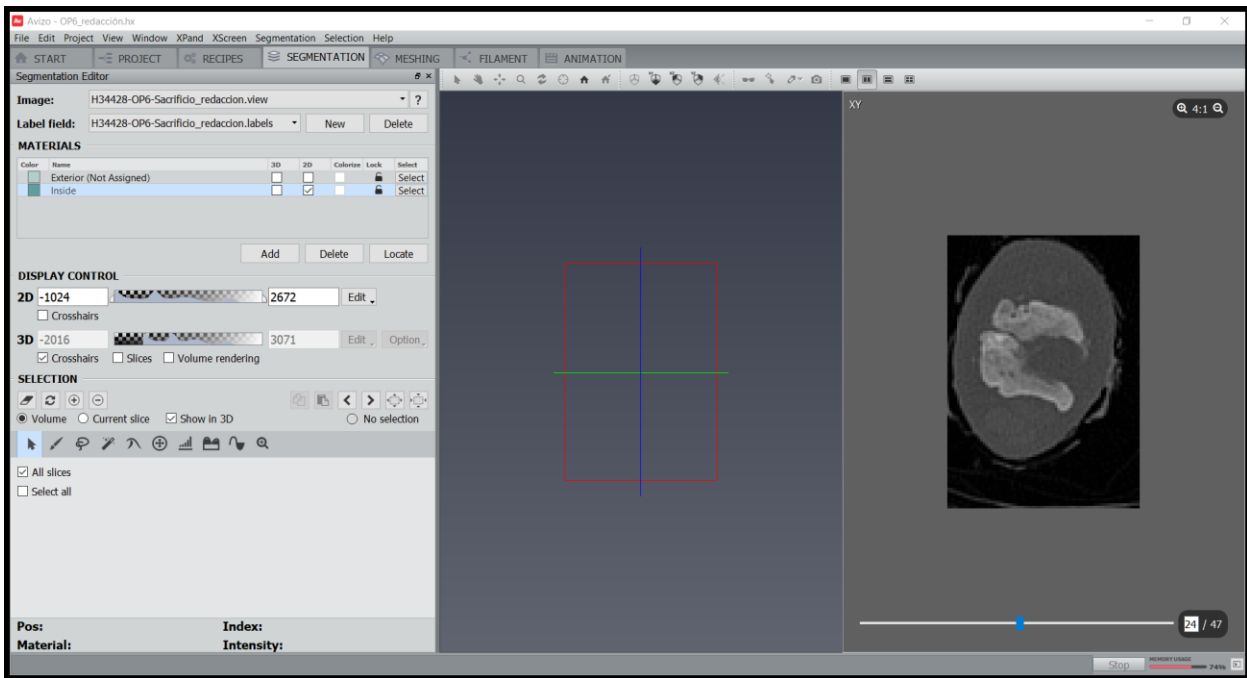 Avizo - OP6_redacción.hx
File Edit Project View Window XPand XScreen Segmentation Selection Help
START PROJECT RECIPES SEGMENTATION MESHING FILAMENT ANIMATION
Segmentation Editor
Image: H34428-OP6-Sacrificio_redaccion.view ?
Label field: H34428-OP6-Sacrificio_redaccion.labels New Delete
MATERIALS
Color Name 3D 2D Colorize Lock Select
Exterior (Not Assigned) Select
Inside Select
Add Delete Locate
DISPLAY CONTROL
2D -1024 2672 Edit
Crosshairs
3D -2016 3071 Edit Option
Crosshairs Slices Volume rendering
SELECTION
Volume Current slice Show in 3D No selection
All slices
Select all
Pos: Index:
Material: Intensity:
XY
4:1
24 / 47
Stop MEMORY USAGE 74%